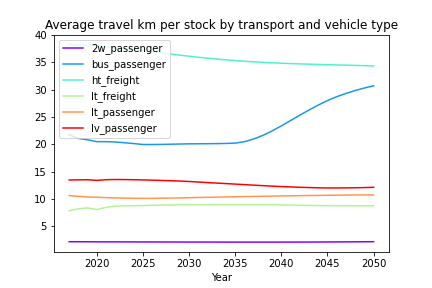 Average travel km per stock by transport and vehicle type
40
35
30
25
20
15
10
5
2w_passenger
bus_passenger
ht_freight
lt_freight
lt_passenger
lv_passenger
2020 2025 2030 2035 2040 2045 2050
Year